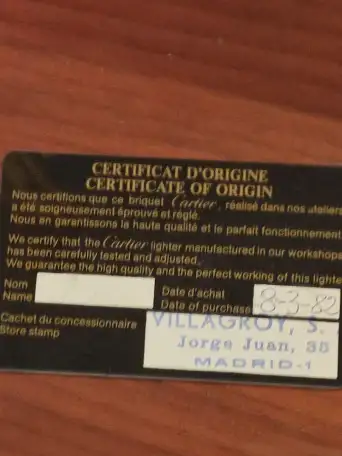 CERTIFICAT D'ORIGINE
CERTIFICATE OF ORIGIN
Nous certifions que ce briquet Cartier, réalisé dans nos ateliers
a été soigneusement éprouvé et réglé.
Nous en garantissons la haute qualité et le parfait fonctionnement
We certify that the Cartier lighter manufactured in our workshops
has been carefully tested and adjusted.
We guarantee the high quality and the perfect working of this lighte
Nom
Name
Date d'achat
Date of purchase
8-3-82
Cachet du concessionnaire
Store stamp
VILLAGROY, S.
Jorge Juan, 38
MADRID-1